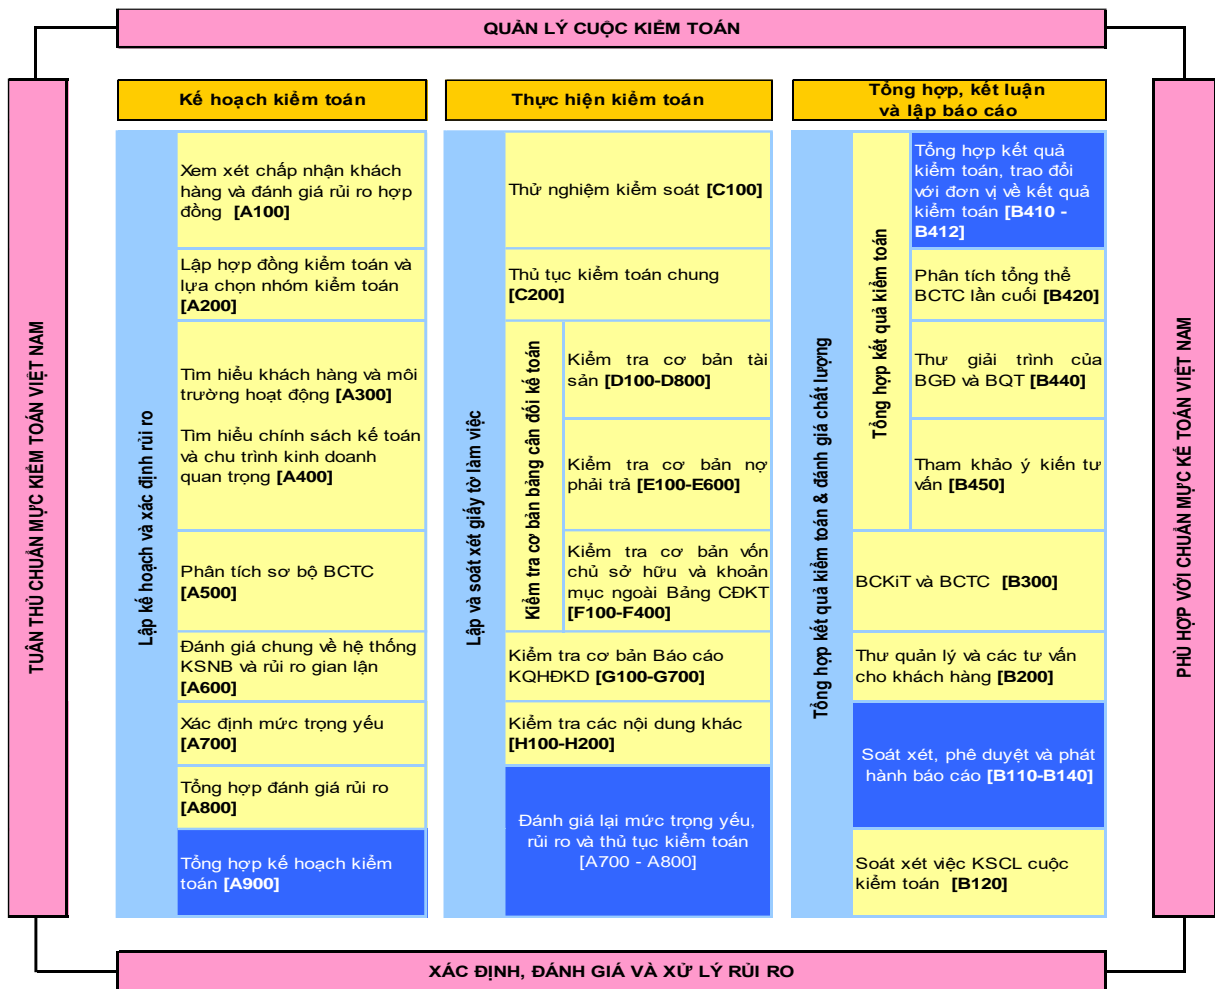 QUẢN LÝ CUỘC KIỂM TOÁN
TUÂN THỦ CHUẨN MỰC KIỂM TOÁN VIỆT NAM
Kế hoạch kiểm toán
Lập kế hoạch và xác định rủi ro
Xem xét chấp nhận khách
hàng và đánh giá rủi ro hợp
đồng [A100]
Lập hợp đồng kiểm toán và
lựa chọn nhóm kiểm toán
[A200]
Tìm hiểu khách hàng và môi
trường hoạt động [A300]
Tìm hiểu chính sách kế toán
và chu trình kinh doanh
quan trọng [A400]
Phân tích sơ bộ BCTC
[A500]
Đánh giá chung về hệ thống
KSNB và rủi ro gian lận
[A600]
Xác định mức trọng yếu
[A700]
Tổng hợp đánh giá rủi ro
[A800]
Tổng hợp kế hoạch kiểm
toán [A900]
Thực hiện kiểm toán
Lập và soát xét giấy tờ làm việc
Thử nghiệm kiểm soát [C100]
Thủ tục kiểm toán chung
[C200]
Kiểm tra cơ bản bảng cân đối kế toán
Kiểm tra cơ bản tài
sản [D100-D800]
Kiểm tra cơ bản nợ
phải trả [E100-E600]
Kiểm tra cơ bản vốn
chủ sở hữu và khoản
mục ngoài Bảng CĐKT
[F100-F400]
Kiểm tra cơ bản Báo cáo
KQHĐKD [G100-G700]
Kiểm tra các nội dung khác
[H100-H200]
Đánh giá lại mức trọng yếu,
rủi ro và thủ tục kiểm toán
[A700 - A800]
Tổng hợp, kết luận
và lập báo cáo
Tổng hợp kết quả kiểm toán & đánh giá chất lượng
Tổng hợp kết quả kiểm toán
Tổng hợp kết quả
kiểm toán, trao đổi
với đơn vị về kết quả
kiểm toán [B410 -
B412]
Phân tích tổng thể
BCTC lần cuối [B420]
Thư giải trình của
BGĐ và BQT [B440]
Tham khảo ý kiến tư
vấn [B450]
BCKiT và BCTC [B300]
Thư quản lý và các tư vấn
cho khách hàng [B200]
Soát xét, phê duyệt và phát
hành báo cáo [B110-B140]
Soát xét việc KSCL cuộc
kiểm toán [B120]
PHÙ HỢP VỚI CHUẨN MỰC KẾ TOÁN VIỆT NAM
XÁC ĐỊNH, ĐÁNH GIÁ VÀ XỬ LÝ RỦI RO